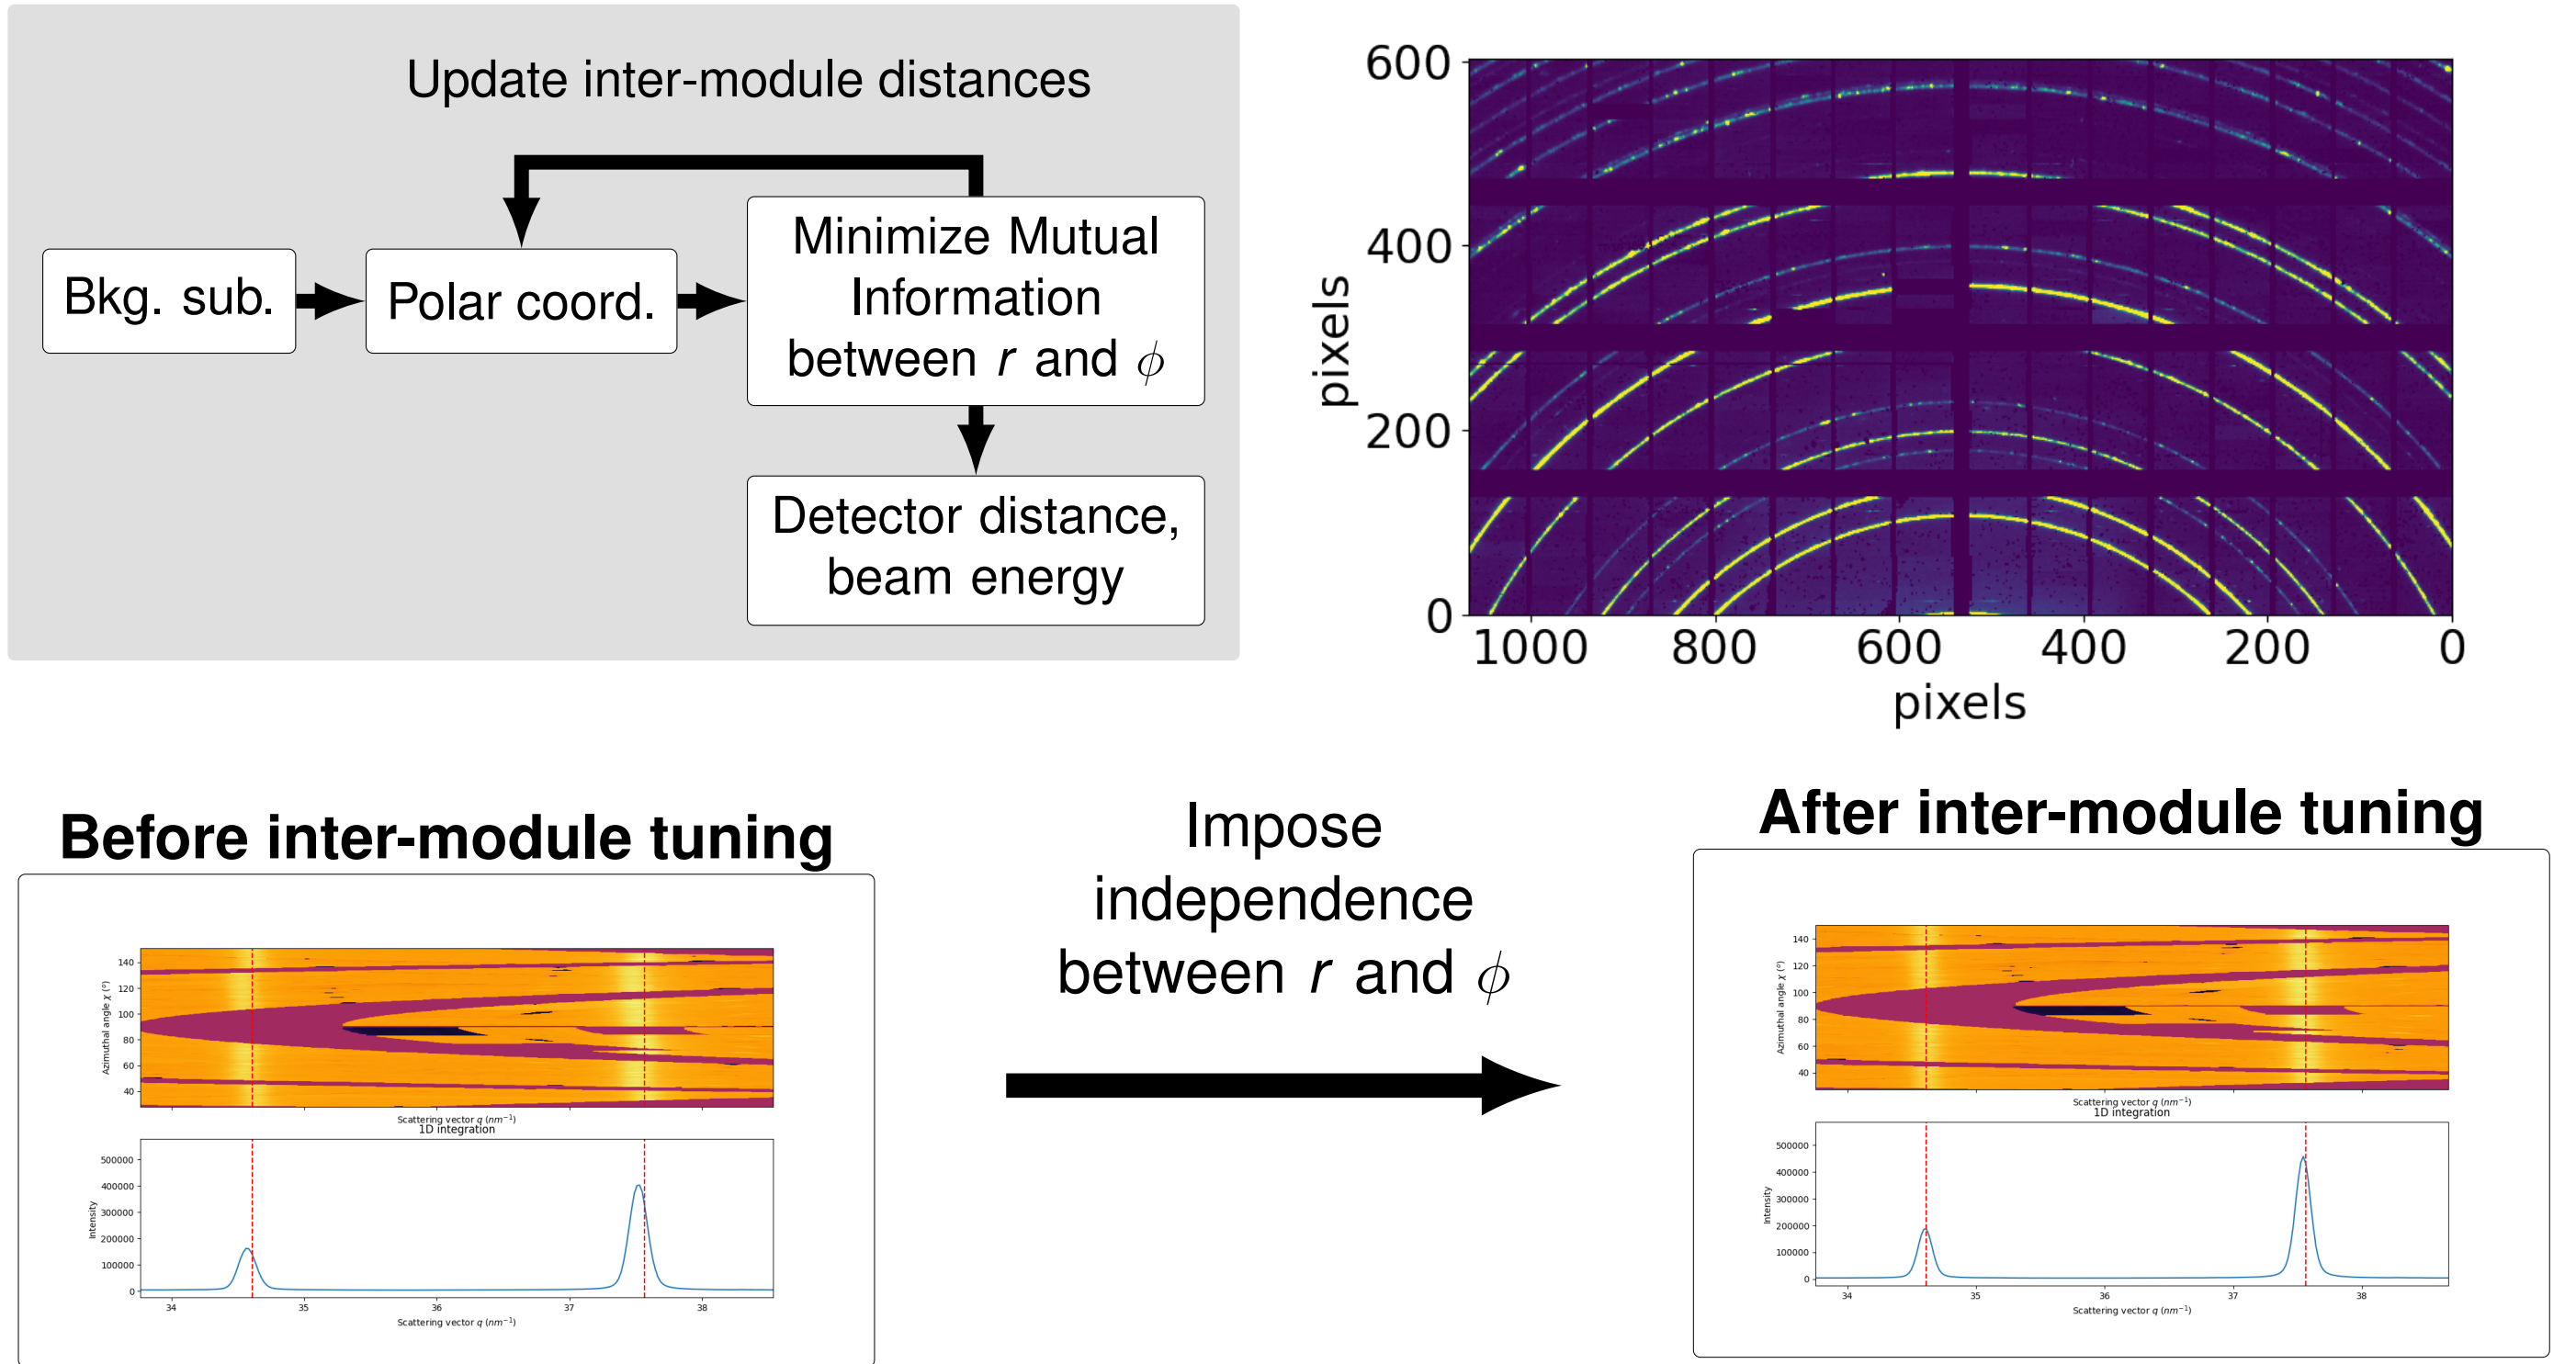 Update inter-module distances
Bkg. sub.
Polar coord.
Minimize Mutual
Information
between r and ϕ
Detector distance,
beam energy
600
400
200
0
pixels
1000 800 600 400 200 0
pixels
Before inter-module tuning
140
120
100
80
60
40
Azimuthal angle χ (°)
Scattering vector q (nm⁻¹)
1D integration
500000
400000
300000
200000
100000
0
Intensity
34 35 36 37 38
Scattering vector q (nm⁻¹)
Impose
independence
between r and ϕ
After inter-module tuning
140
120
100
80
60
40
Azimuthal angle χ (°)
Scattering vector q (nm⁻¹)
1D integration
500000
400000
300000
200000
100000
0
Intensity
34 35 36 37 38
Scattering vector q (nm⁻¹)